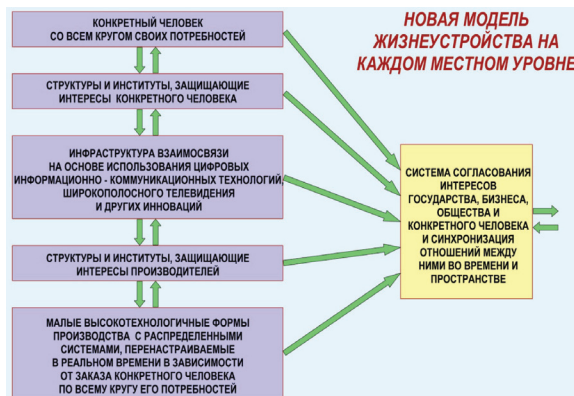 НОВАЯ МОДЕЛЬ
ЖИЗНЕУСТРОЙСТВА НА
КАЖДОМ МЕСТНОМ УРОВНЕ
КОНКРЕТНЫЙ ЧЕЛОВЕК
СО ВСЕМ КРУГОМ СВОИХ ПОТРЕБНОСТЕЙ
СТРУКТУРЫ И ИНСТИТУТЫ, ЗАЩИЩАЮЩИЕ
ИНТЕРЕСЫ КОНКРЕТНОГО ЧЕЛОВЕКА
ИНФРАСТРУКТУРА ВЗАИМОСВЯЗИ
НА ОСНОВЕ ИСПОЛЬЗОВАНИЯ ЦИФРОВЫХ
ИНФОРМАЦИОННО - КОММУНИКАЦИОННЫХ ТЕХНОЛОГИЙ,
ШИРОКОПОЛОСНОГО ТЕЛЕВИДЕНИЯ
И ДРУГИХ ИННОВАЦИЙ
СТРУКТУРЫ И ИНСТИТУТЫ, ЗАЩИЩАЮЩИЕ
ИНТЕРЕСЫ ПРОИЗВОДИТЕЛЕЙ
МАЛЫЕ ВЫСОКОТЕХНОЛОГИЧНЫЕ ФОРМЫ
ПРОИЗВОДСТВА С РАСПРЕДЕЛЕННЫМИ
СИСТЕМАМИ, ПЕРЕНАСТРАИВАЕМЫЕ
В РЕАЛЬНОМ ВРЕМЕНИ В ЗАВИСИМОСТИ
ОТ ЗАКАЗА КОНКРЕТНОГО ЧЕЛОВЕКА
ПО ВСЕМУ КРУГУ ЕГО ПОТРЕБНОСТЕЙ
СИСТЕМА СОГЛАСОВАНИЯ
ИНТЕРЕСОВ
ГОСУДАРСТВА, БИЗНЕСА,
ОБЩЕСТВА И
КОНКРЕТНОГО ЧЕЛОВЕКА
И СИНХРОНИЗАЦИЯ
ОТНОШЕНИЙ МЕЖДУ
НИМИ ВО ВРЕМЕНИ И
ПРОСТРАНСТВЕ